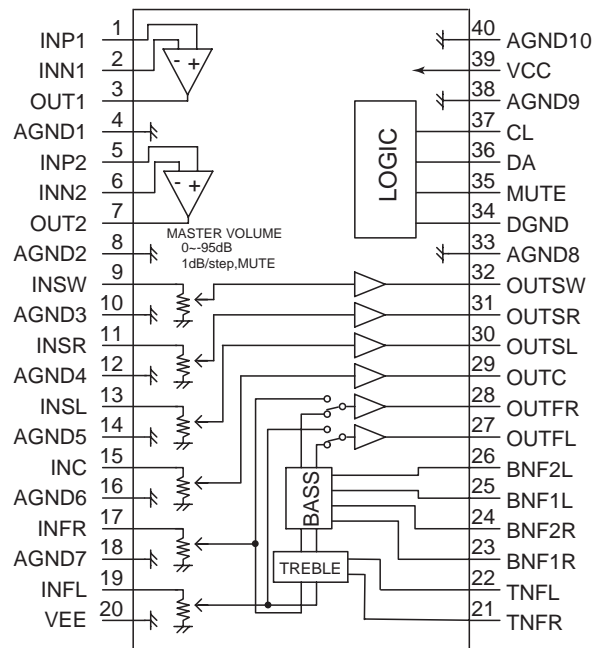 INP1 1
INN1 2
OUT1 3
AGND1 4
INP2 5
INN2 6
OUT2 7
AGND2 8
INSW 9
AGND3 10
INSR 11
AGND4 12
INSL 13
AGND5 14
INC 15
AGND6 16
INFR 17
AGND7 18
INFL 19
VEE 20
- +
- +
MASTER VOLUME
0~-95dB
1dB/step,MUTE
LOGIC
BASS
TREBLE
40 AGND10
39 VCC
38 AGND9
37 CL
36 DA
35 MUTE
34 DGND
33 AGND8
32 OUTSW
31 OUTSR
30 OUTSL
29 OUTC
28 OUTFR
27 OUTFL
26 BNF2L
25 BNF1L
24 BNF2R
23 BNF1R
22 TNFL
21 TNFR